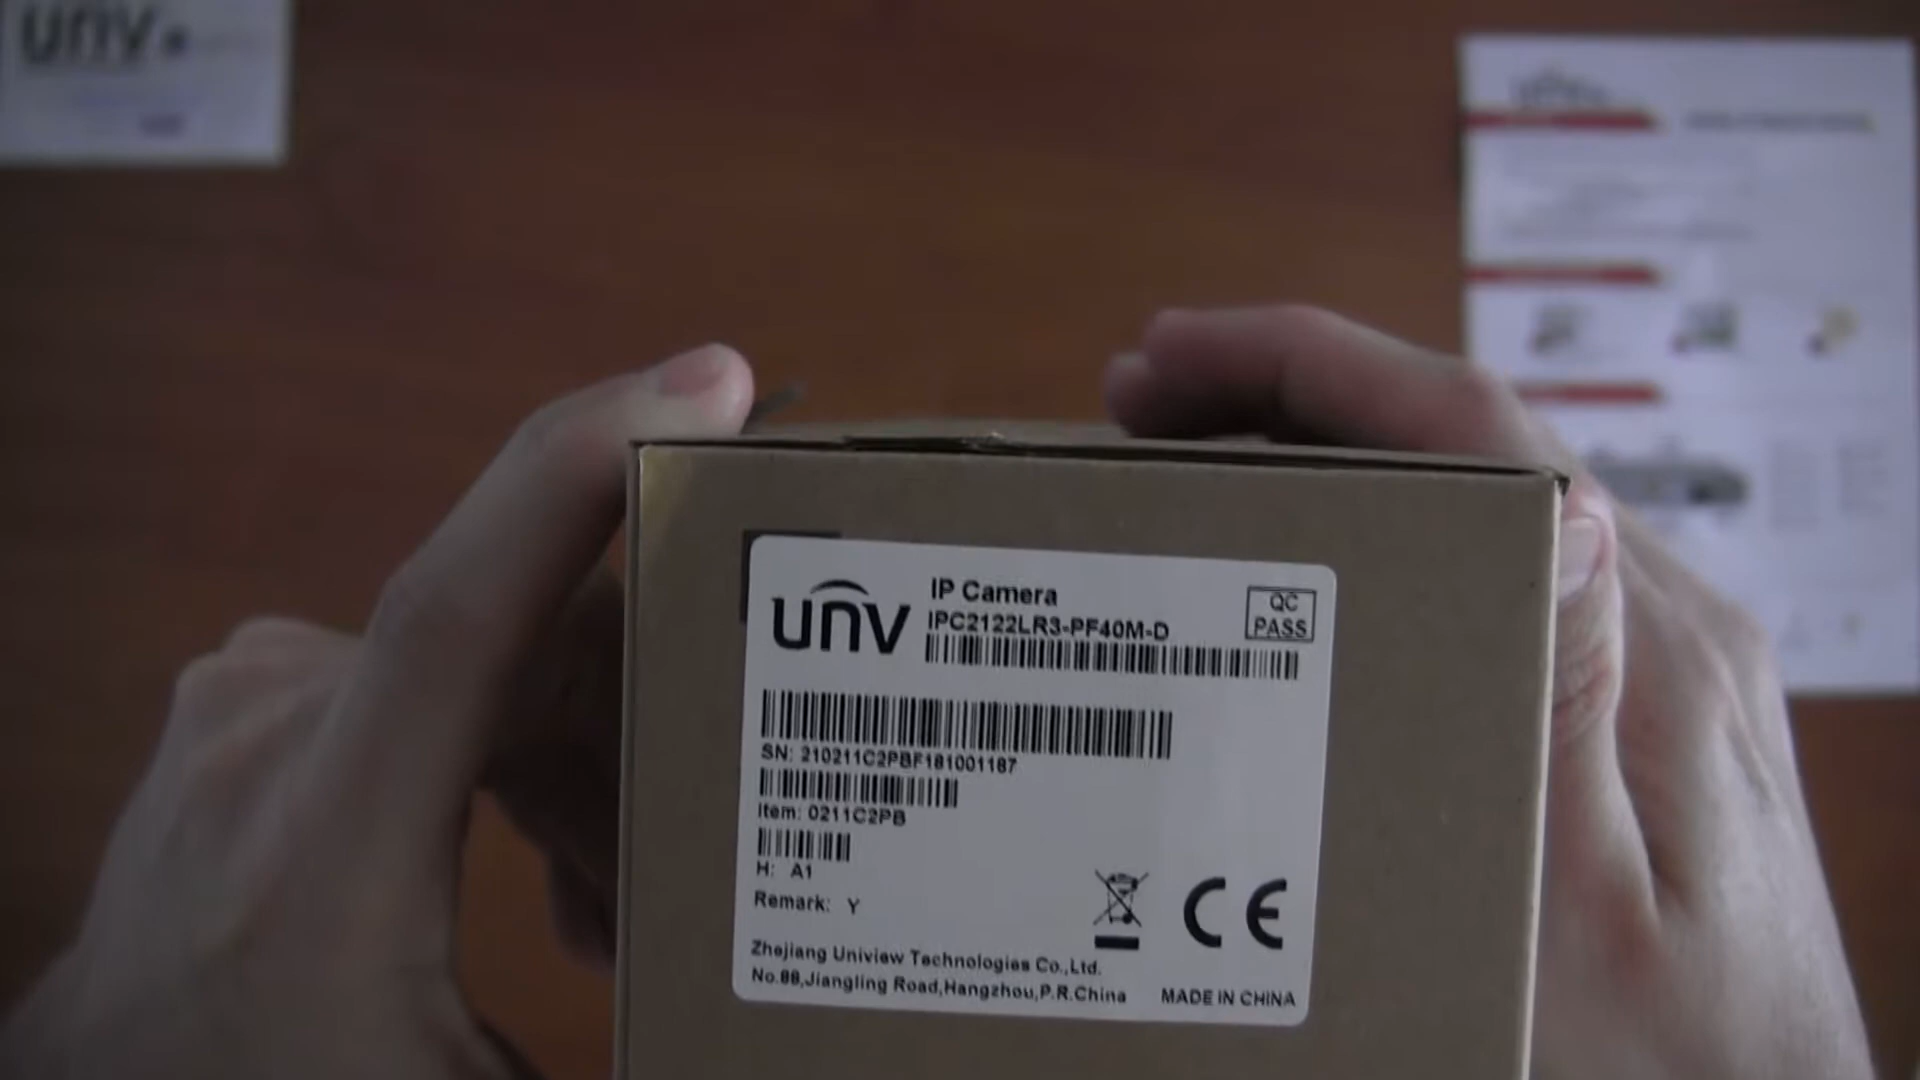 unv
unv
IP Camera
IPC2122LR3-PF40M-D
QC
PASS
SN: 210211C2PBF181001187
Item: 0211C2PB
H: A1
Remark: Y
CE
Zhejiang Uniview Technologies Co.,Ltd.
No.88,Jiangling Road,Hangzhou,P.R.China
MADE IN CHINA